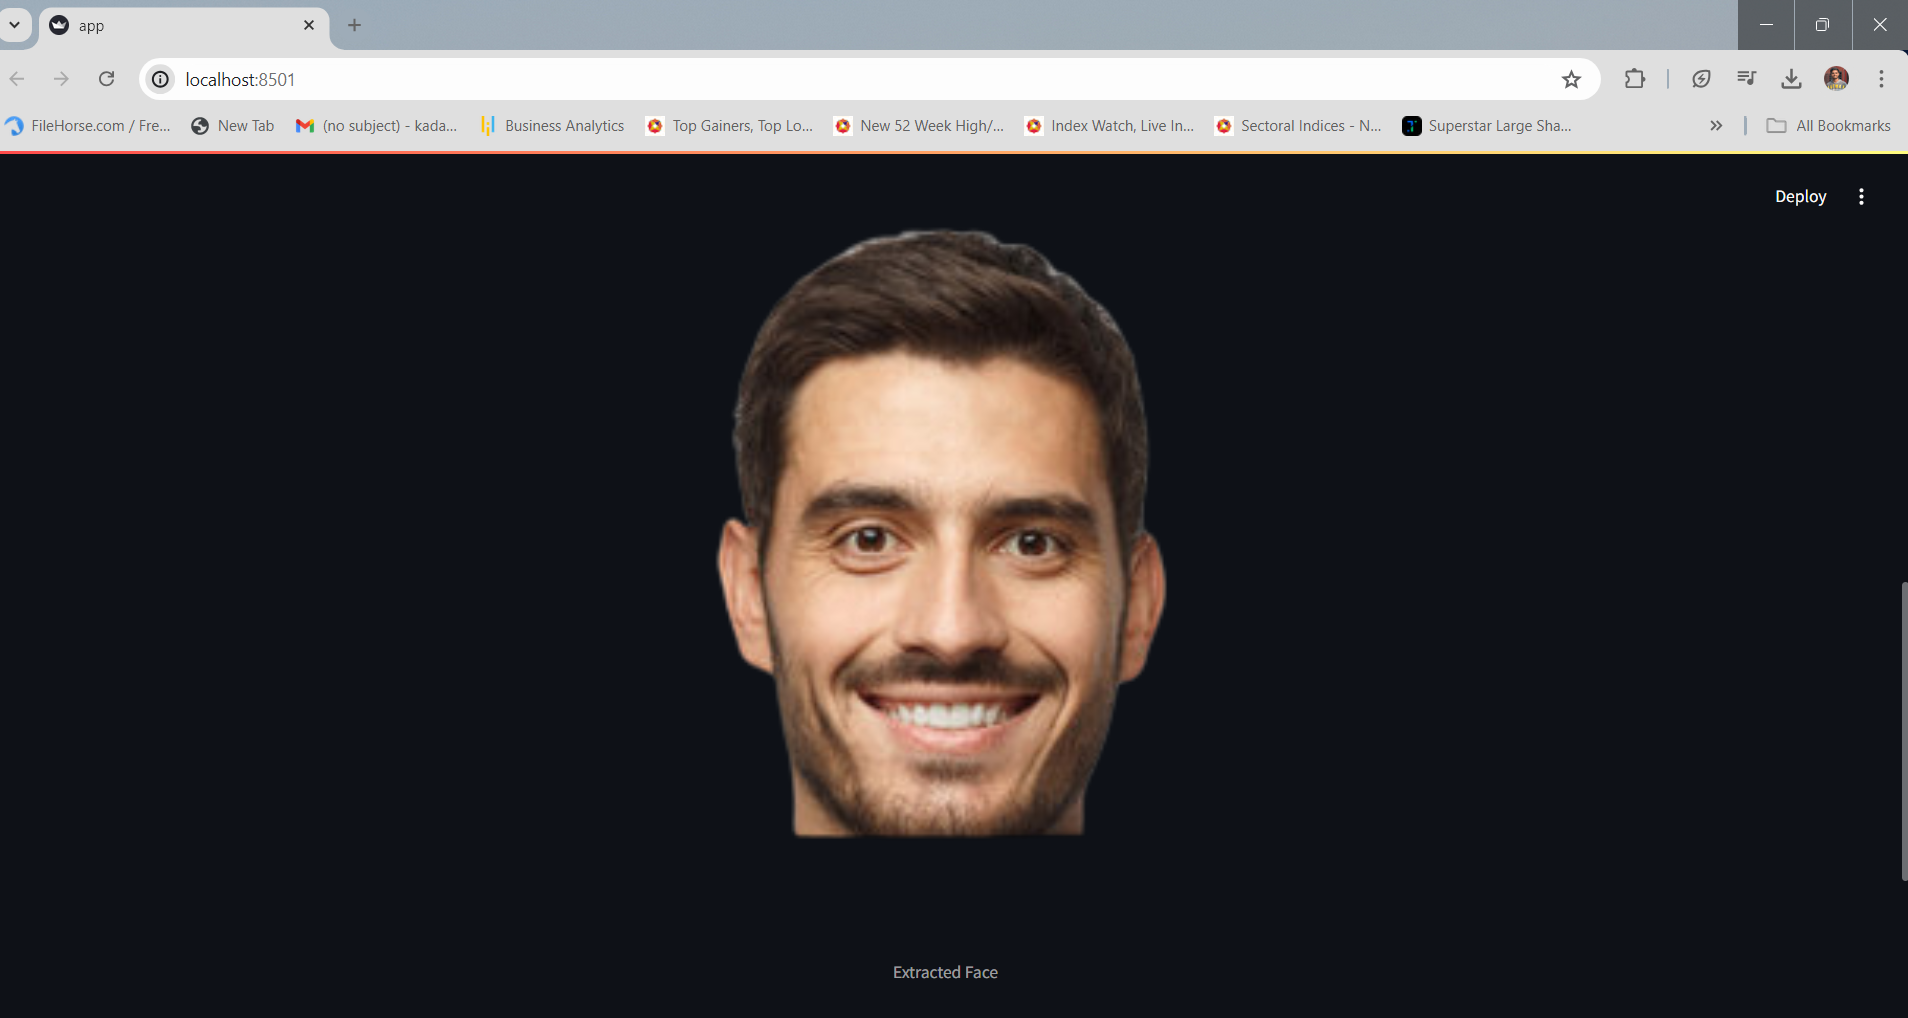 app
localhost:8501
FileHorse.com / Fre...
New Tab
(no subject) - kada...
Business Analytics
Top Gainers, Top Lo...
New 52 Week High/...
Index Watch, Live In...
Sectoral Indices - N...
Superstar Large Sha...
All Bookmarks
Deploy
Extracted Face